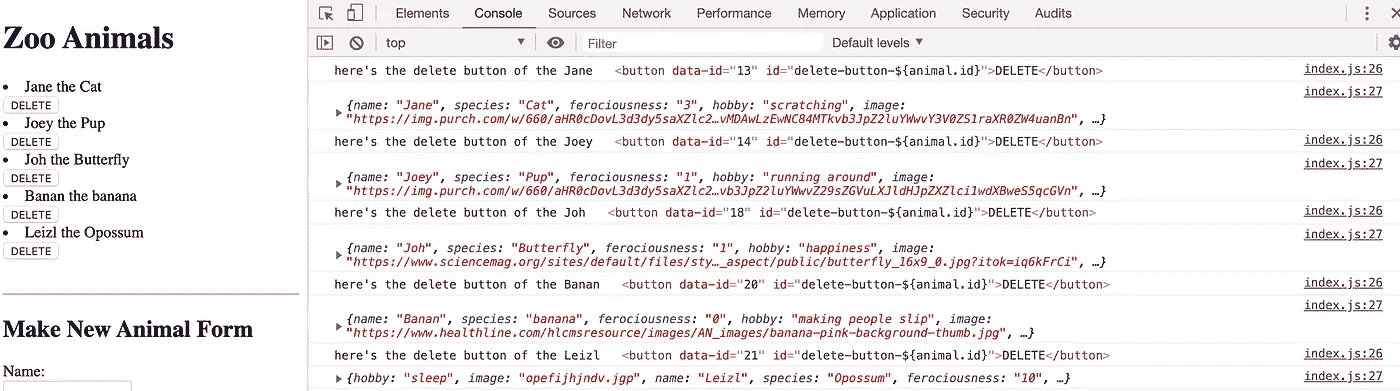 Zoo Animals
Jane the Cat
DELETE
Joey the Pup
DELETE
Joh the Butterfly
DELETE
Banan the banana
DELETE
Leizl the Opossum
DELETE
Make New Animal Form
Name:
Elements Console Sources Network Performance Memory Application Security Audits
top Filter Default levels
here's the delete button of the Jane <button data-id="13" id="delete-button-${animal.id}">DELETE</button> index.js:26
index.js:27
{name: "Jane", species: "Cat", ferociousness: "3", hobby: "scratching", image:
"https://img.purch.com/w/660/aHR0cDovL3d3dy5saXZlc2…vMDAwLzEwNC84MTkvb3JpZ2luYWwvY3V0ZS1raXR0ZW4uanBn", …}
here's the delete button of the Joey <button data-id="14" id="delete-button-${animal.id}">DELETE</button> index.js:26
index.js:27
{name: "Joey", species: "Pup", ferociousness: "1", hobby: "running around", image:
"https://img.purch.com/w/660/aHR0cDovL3d3dy5saXZlc2…vb3JpZ2luYWwvZ29sZGVuLXJldHJpZXZlci1wdXBweS5qcGVn", …}
here's the delete button of the Joh <button data-id="18" id="delete-button-${animal.id}">DELETE</button> index.js:26
index.js:27
{name: "Joh", species: "Butterfly", ferociousness: "1", hobby: "happiness", image:
"https://www.sciencemag.org/sites/default/files/sty…_aspect/public/butterfly_16x9_0.jpg?itok=iq6kFrCi", …}
here's the delete button of the Banan <button data-id="20" id="delete-button-${animal.id}">DELETE</button> index.js:26
index.js:27
{name: "Banan", species: "banana", ferociousness: "0", hobby: "making people slip", image:
"https://www.healthline.com/hlcmsresource/images/AN_images/banana-pink-background-thumb.jpg", …}
here's the delete button of the Leizl <button data-id="21" id="delete-button-${animal.id}">DELETE</button> index.js:26
{hobby: "sleep", image: "opefijhjndv.jgp", name: "Leizl", species: "Opossum", ferociousness: "10", …} index.js:27